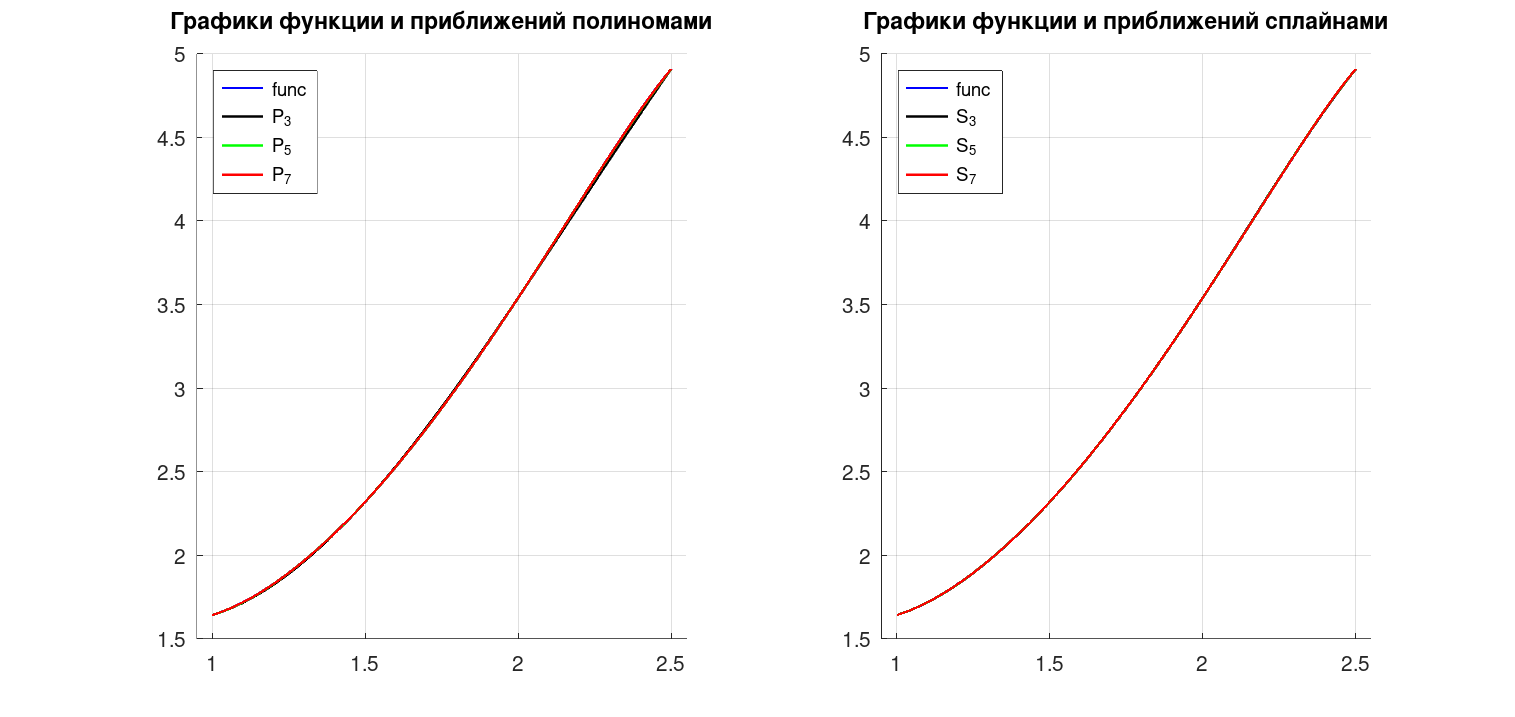 Графики функции и приближений полиномами
5
4.5
4
3.5
3
2.5
2
1.5
func
P₃
P₅
P₇
1 1.5 2 2.5
Графики функции и приближений сплайнами
5
4.5
4
3.5
3
2.5
2
1.5
func
S₃
S₅
S₇
1 1.5 2 2.5